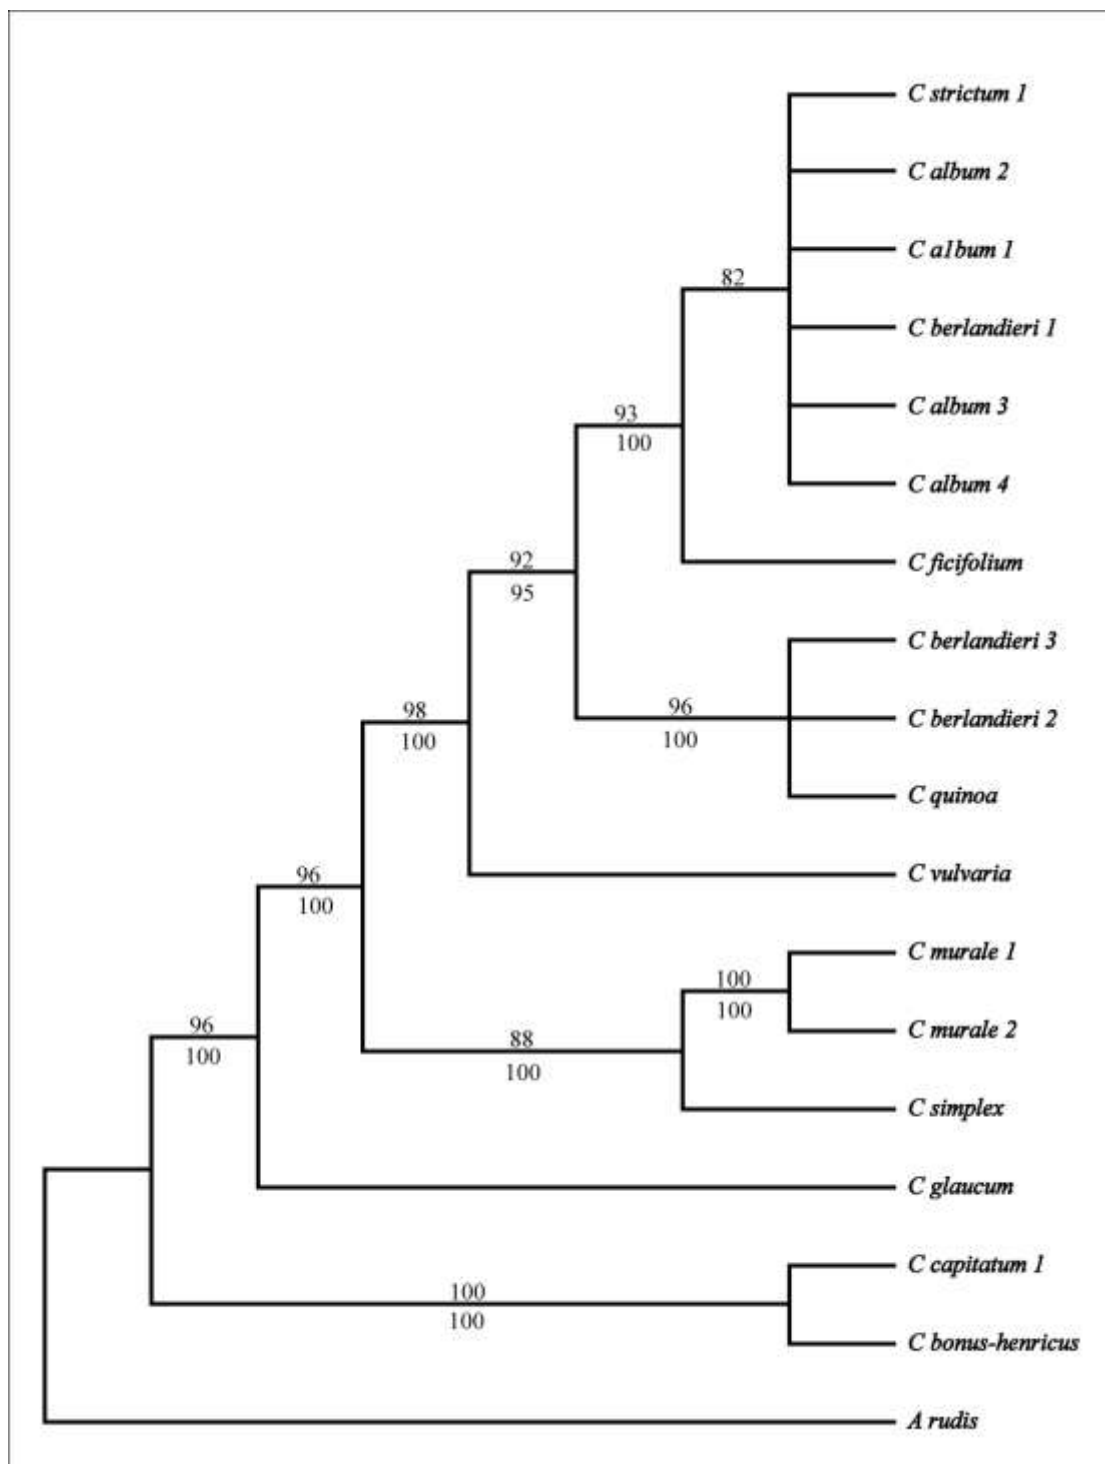 C strictum 1
C album 2
C a1bum 1
82
C berlandieri 1
C album 3
93
100
C album 4
C ficifolium
92
95
C berlandieri 3
96
100
C berlandieri 2
98
100
C quinoa
C vulvaria
96
100
C murale 1
100
100
C murale 2
96
100
88
100
C simplex
C glaucum
C capitatum 1
100
100
C bonus-henricus
A rudis